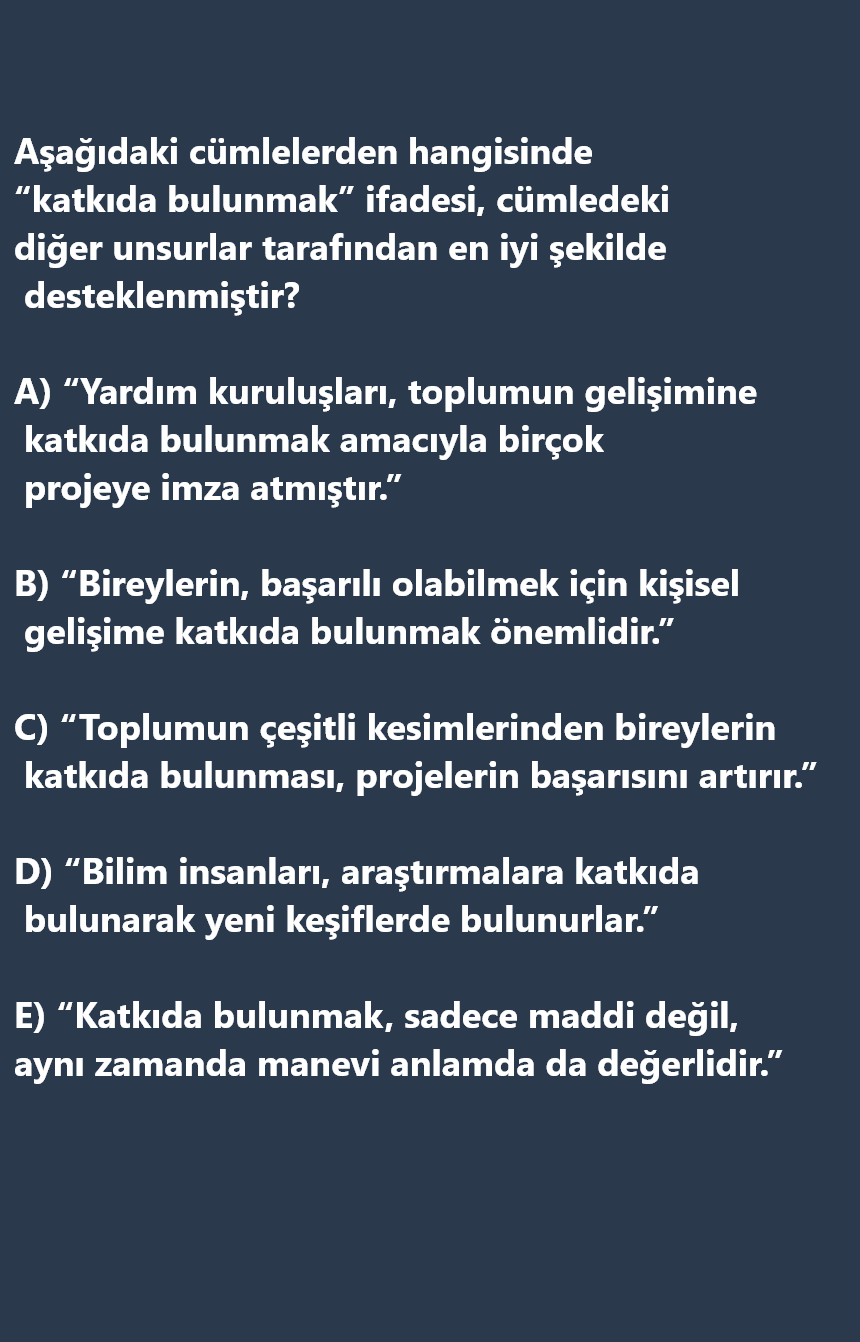 Aşağıdaki cümlelerden hangisinde
“katkıda bulunmak” ifadesi, cümledeki
diğer unsurlar tarafından en iyi şekilde
desteklenmiştir?
A) “Yardım kuruluşları, toplumun gelişimine
katkıda bulunmak amacıyla birçok
projeye imza atmıştır.”
B) “Bireylerin, başarılı olabilmek için kişisel
gelişime katkıda bulunmak önemlidir.”
C) “Toplumun çeşitli kesimlerinden bireylerin
katkıda bulunması, projelerin başarısını artırır.”
D) “Bilim insanları, araştırmalara katkıda
bulunarak yeni keşiflerde bulunurlar.”
E) “Katkıda bulunmak, sadece maddi değil,
aynı zamanda manevi anlamda da değerlidir.”